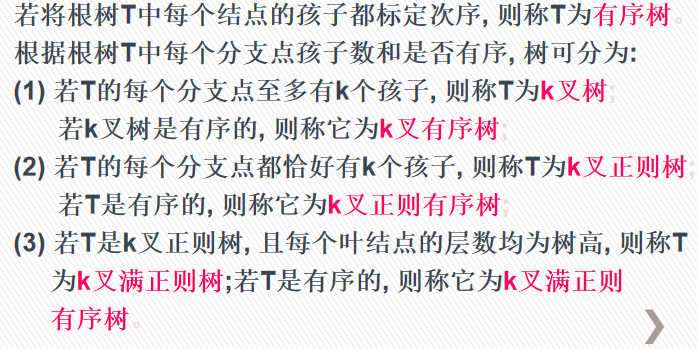 若将根树T中每个结点的孩子都标定次序, 则称T为有序树。
根据根树T中每个分支点孩子数和是否有序, 树可分为:
(1) 若T的每个分支点至多有k个孩子, 则称T为k叉树;
若k叉树是有序的, 则称它为k叉有序树;
(2) 若T的每个分支点都恰好有k个孩子, 则称T为k叉正则树;
若T是有序的, 则称它为k叉正则有序树;
(3) 若T是k叉正则树, 且每个叶结点的层数均为树高, 则称T
为k叉满正则树;若T是有序的, 则称它为k叉满正则
有序树。